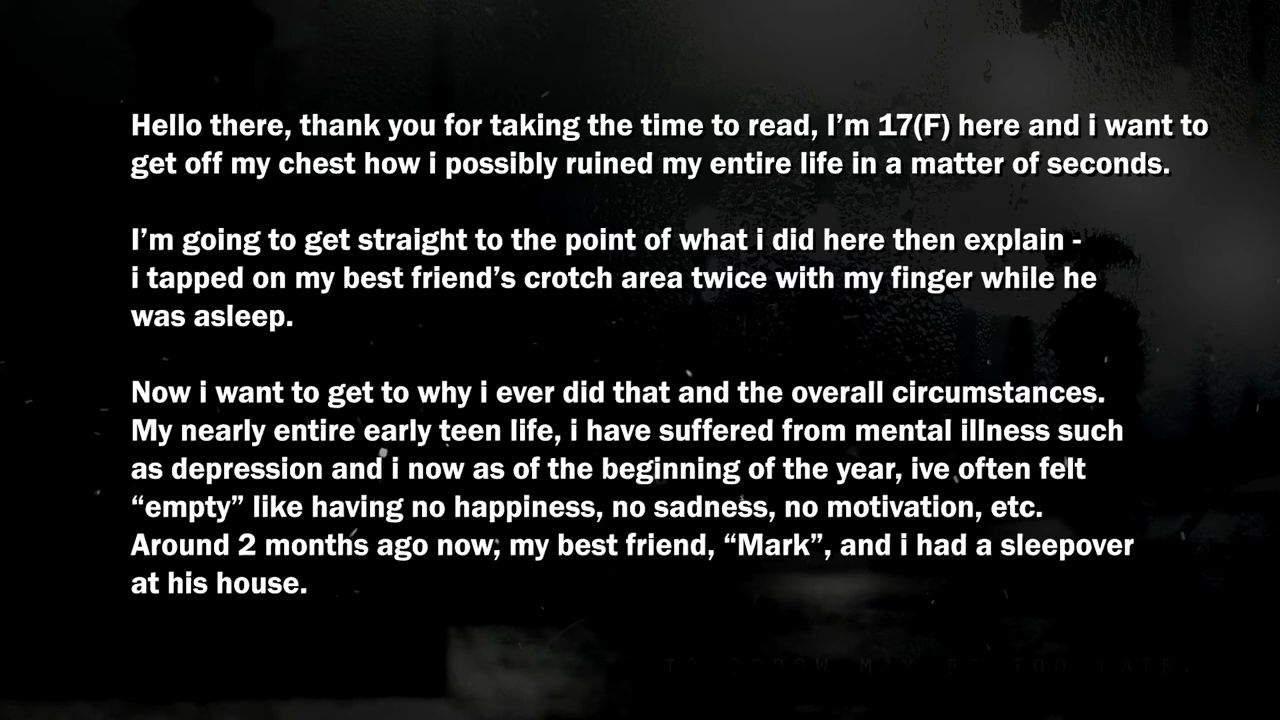 Hello there, thank you for taking the time to read, I'm 17(F) here and i want to
get off my chest how i possibly ruined my entire life in a matter of seconds.
I'm going to get straight to the point of what i did here then explain -
i tapped on my best friend's crotch area twice with my finger while he
was asleep.
Now i want to get to why i ever did that and the overall circumstances.
My nearly entire early teen life, i have suffered from mental illness such
as depression and i now as of the beginning of the year, ive often felt
“empty” like having no happiness, no sadness, no motivation, etc.
Around 2 months ago now, my best friend, “Mark”, and i had a sleepover
at his house.
MAY BE TOO LATE.